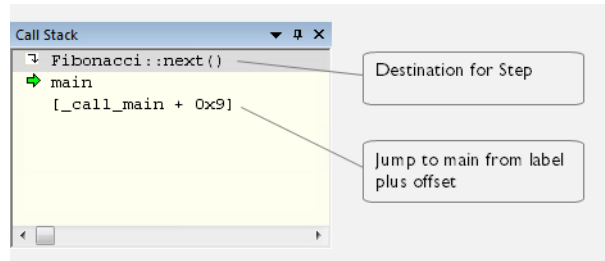 Call Stack
Fibonacci::next()
main
[_call_main + 0x9]
Destination for Step
Jump to main from label
plus offset